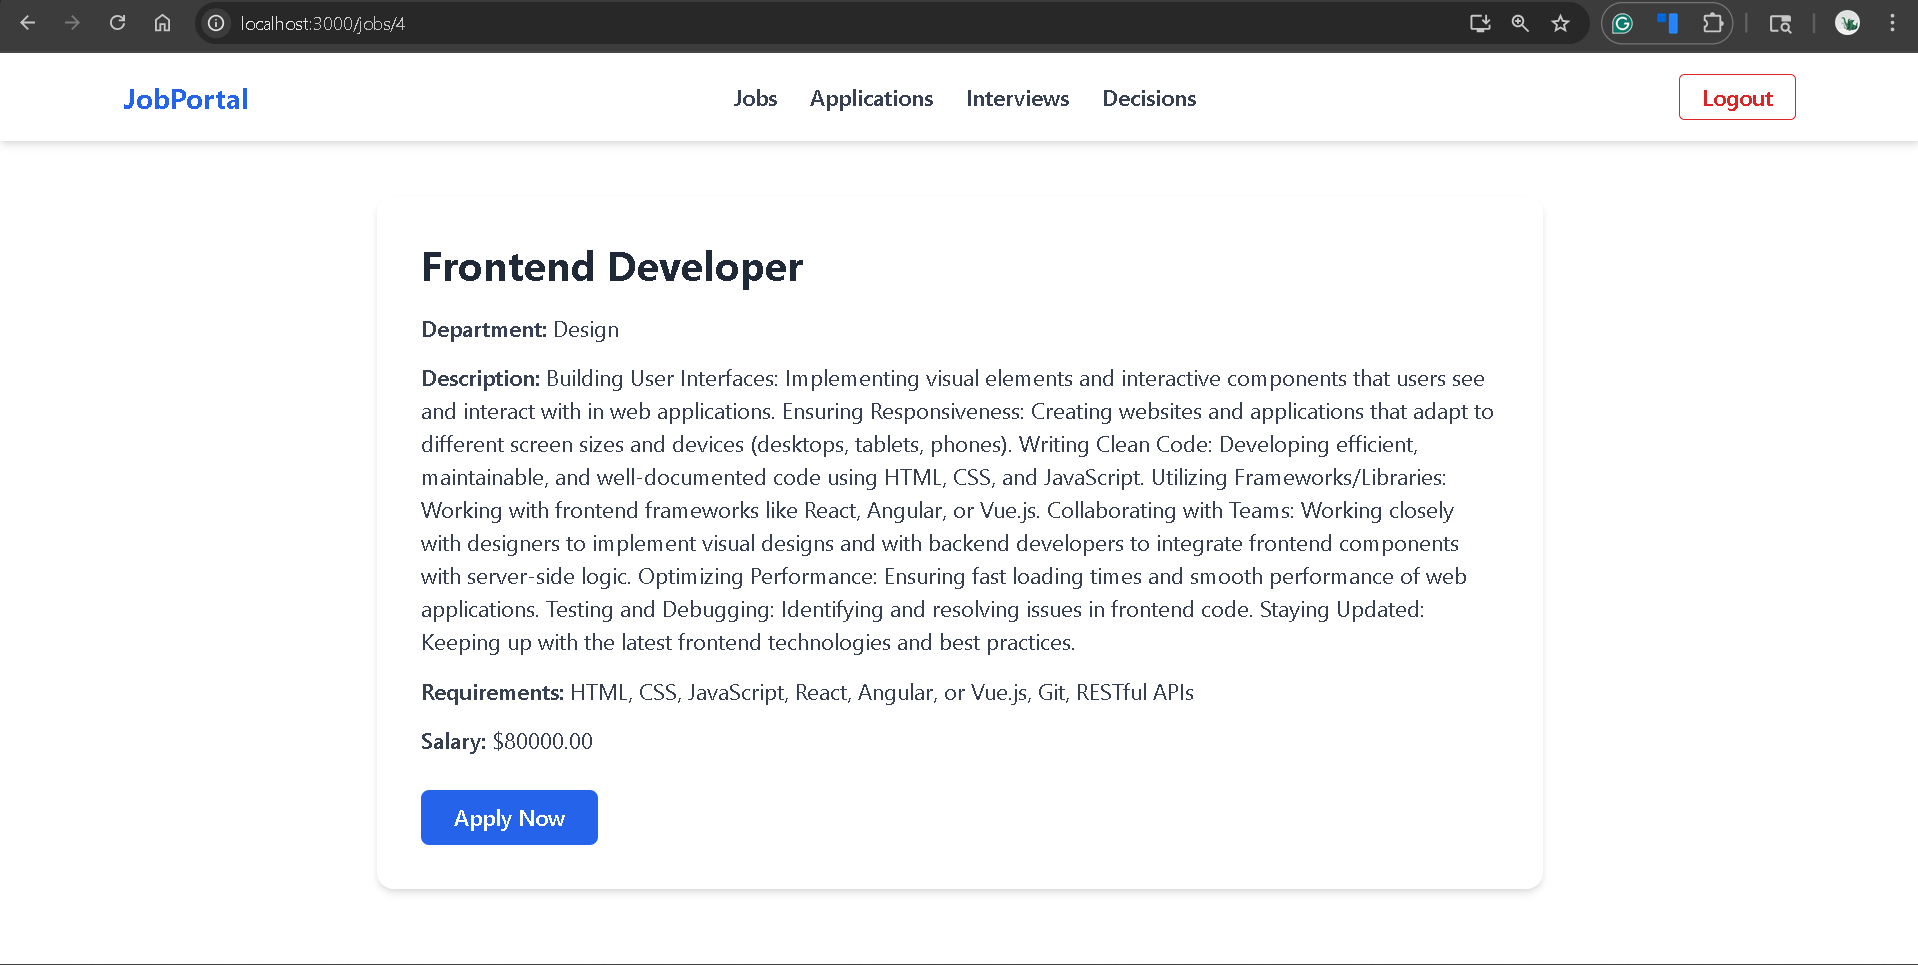 localhost:3000/jobs/4
JobPortal
Jobs Applications Interviews Decisions
Logout
Frontend Developer
Department: Design
Description: Building User Interfaces: Implementing visual elements and interactive components that users see
and interact with in web applications. Ensuring Responsiveness: Creating websites and applications that adapt to
different screen sizes and devices (desktops, tablets, phones). Writing Clean Code: Developing efficient,
maintainable, and well-documented code using HTML, CSS, and JavaScript. Utilizing Frameworks/Libraries:
Working with frontend frameworks like React, Angular, or Vue.js. Collaborating with Teams: Working closely
with designers to implement visual designs and with backend developers to integrate frontend components
with server-side logic. Optimizing Performance: Ensuring fast loading times and smooth performance of web
applications. Testing and Debugging: Identifying and resolving issues in frontend code. Staying Updated:
Keeping up with the latest frontend technologies and best practices.
Requirements: HTML, CSS, JavaScript, React, Angular, or Vue.js, Git, RESTful APIs
Salary: $80000.00
Apply Now